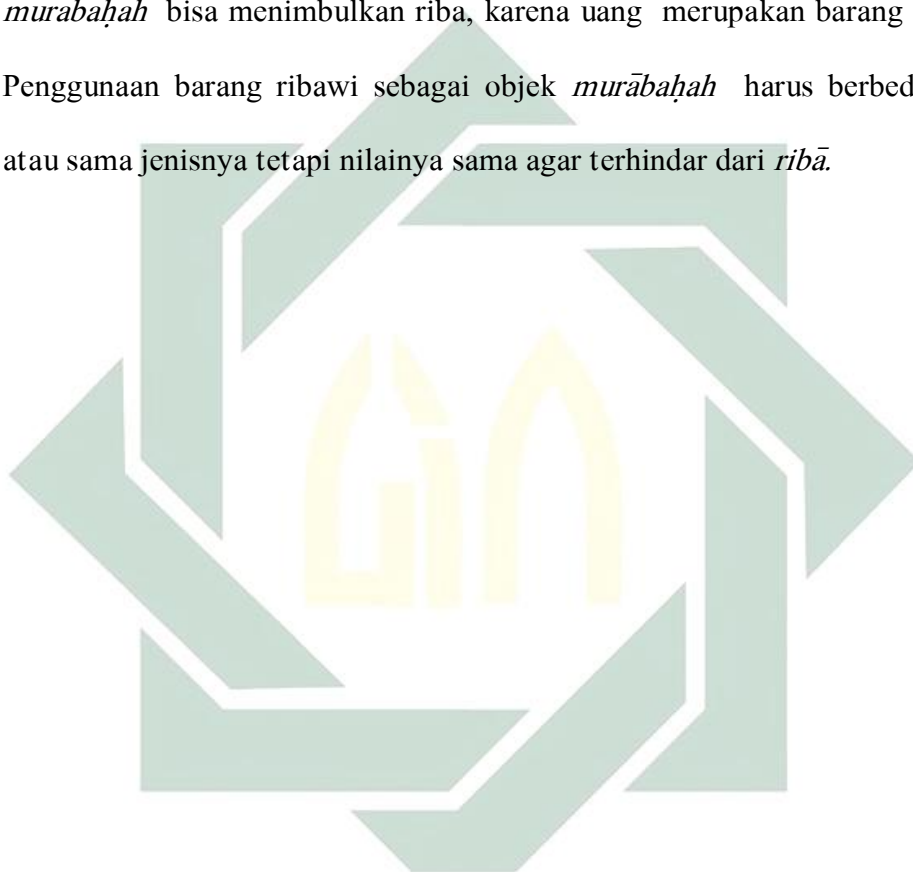 murabaḥah bisa menimbulkan riba, karena uang merupakan barang
Penggunaan barang ribawi sebagai objek murābaḥah harus berbed
atau sama jenisnya tetapi nilainya sama agar terhindar dari ribā.
uin